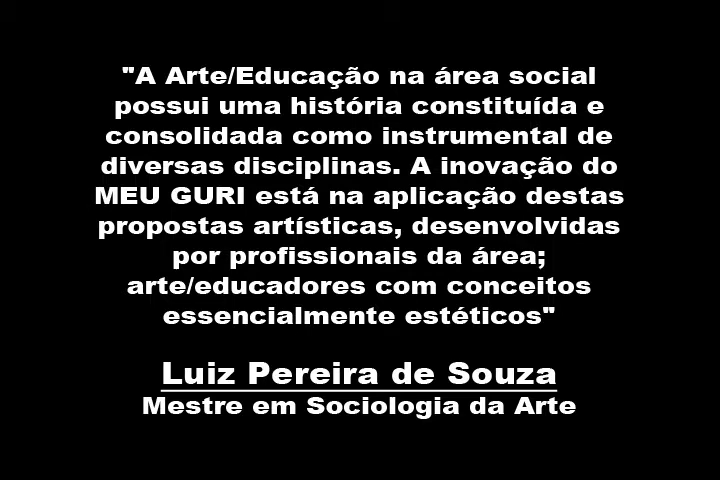 "A Arte/Educação na área social
possui uma história constituída e
consolidada como instrumental de
diversas disciplinas. A inovação do
MEU GURI está na aplicação destas
propostas artísticas, desenvolvidas
por profissionais da área;
arte/educadores com conceitos
essencialmente estéticos"
Luiz Pereira de Souza
Mestre em Sociologia da Arte